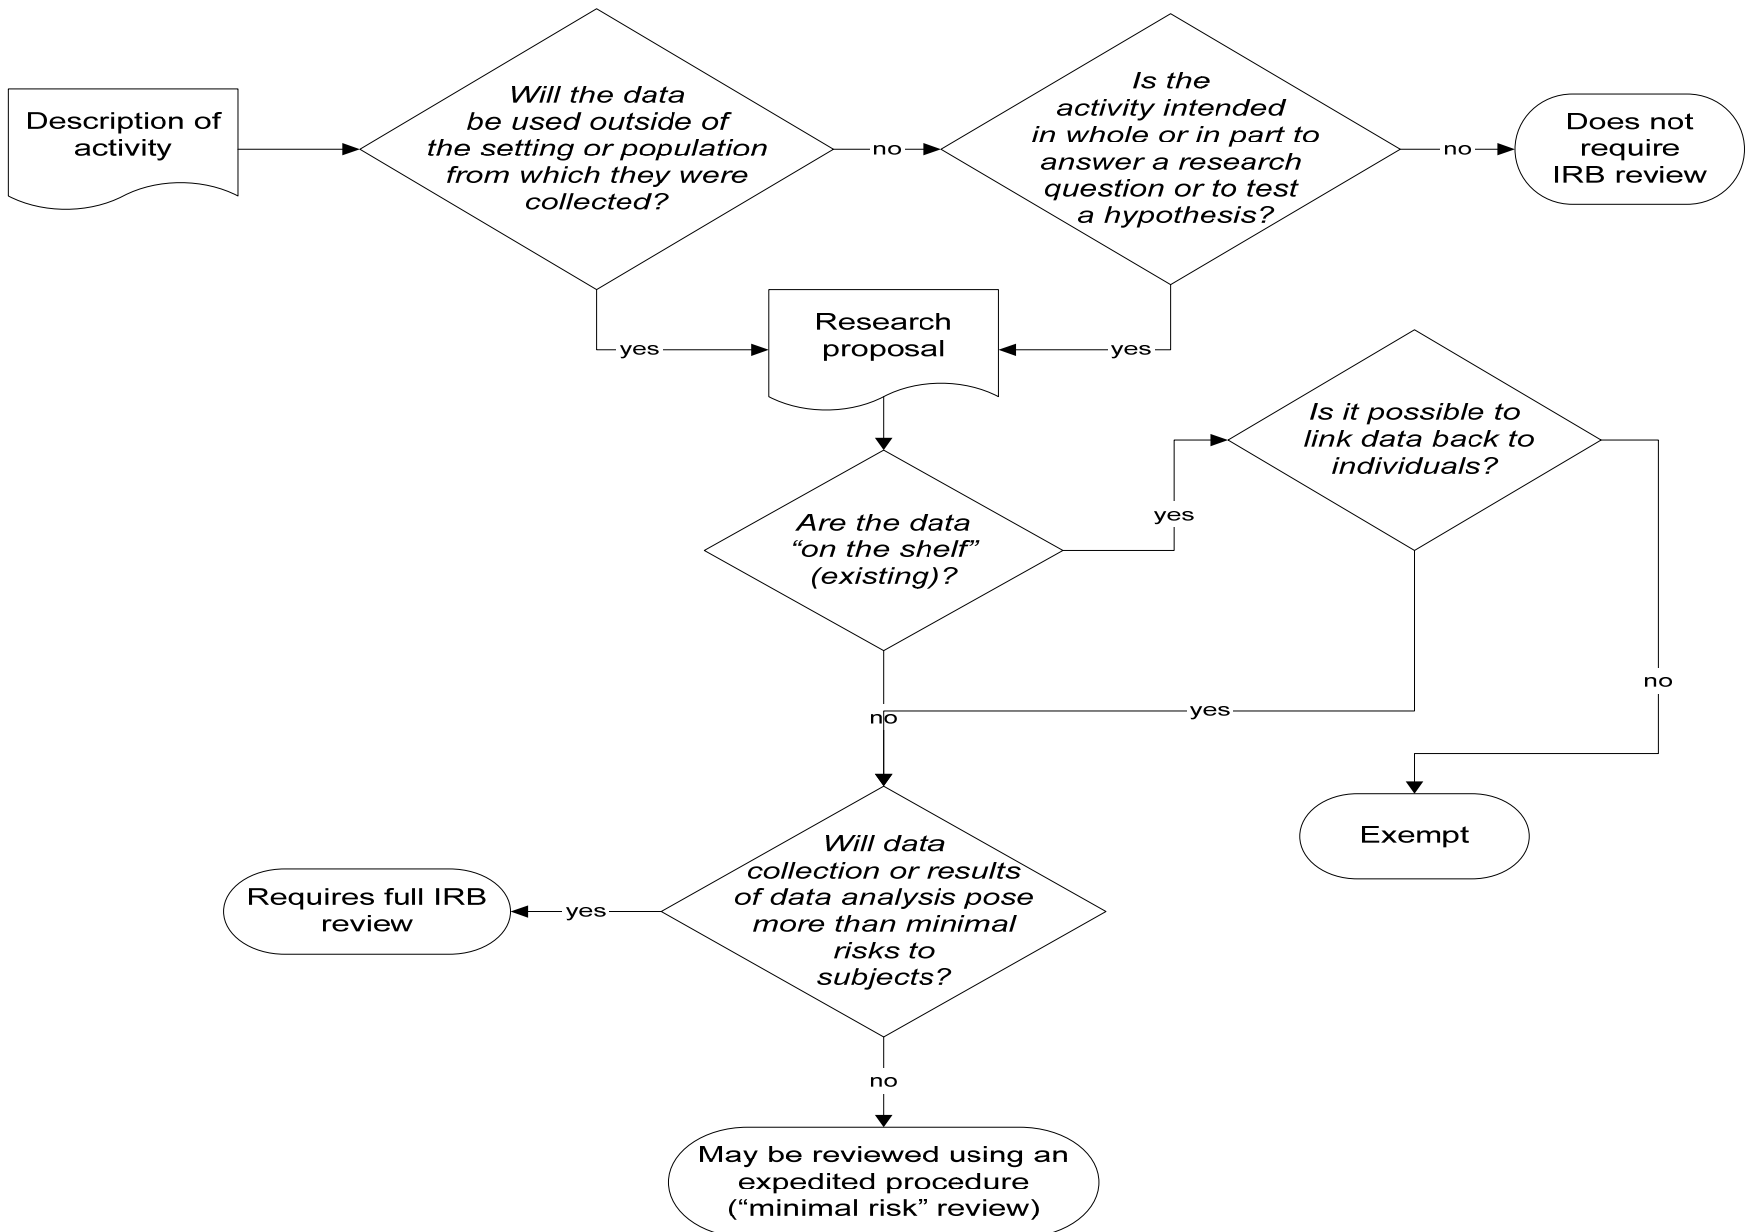 Description of
activity
Will the data
be used outside of
the setting or population
from which they were
collected?
no
Is the
activity intended
in whole or in part to
answer a research
question or to test
a hypothesis?
no
Does not
require
IRB review
yes
Research
proposal
yes
Is it possible to
link data back to
individuals?
Are the data
“on the shelf”
(existing)?
yes
no
no
yes
Exempt
Will data
collection or results
of data analysis pose
more than minimal
risks to
subjects?
yes
Requires full IRB
review
no
May be reviewed using an
expedited procedure
(“minimal risk” review)